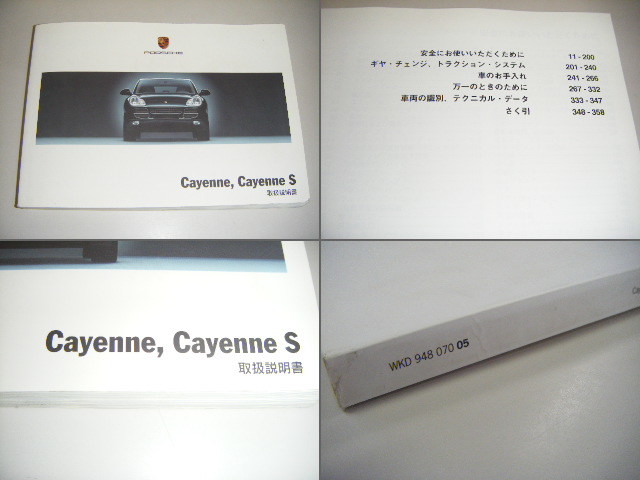 PORSCHE
Cayenne, Cayenne S
取扱説明書
安全にお使いいただくために 11 - 200
ギヤ・チェンジ、トラクション・システム 201 - 240
車のお手入れ 241 - 266
万一のときのために 267 - 332
車両の識別、テクニカル・データ 333 - 347
さく引 348 - 358
Cayenne, Cayenne S
取扱説明書
WKD 948 070 05